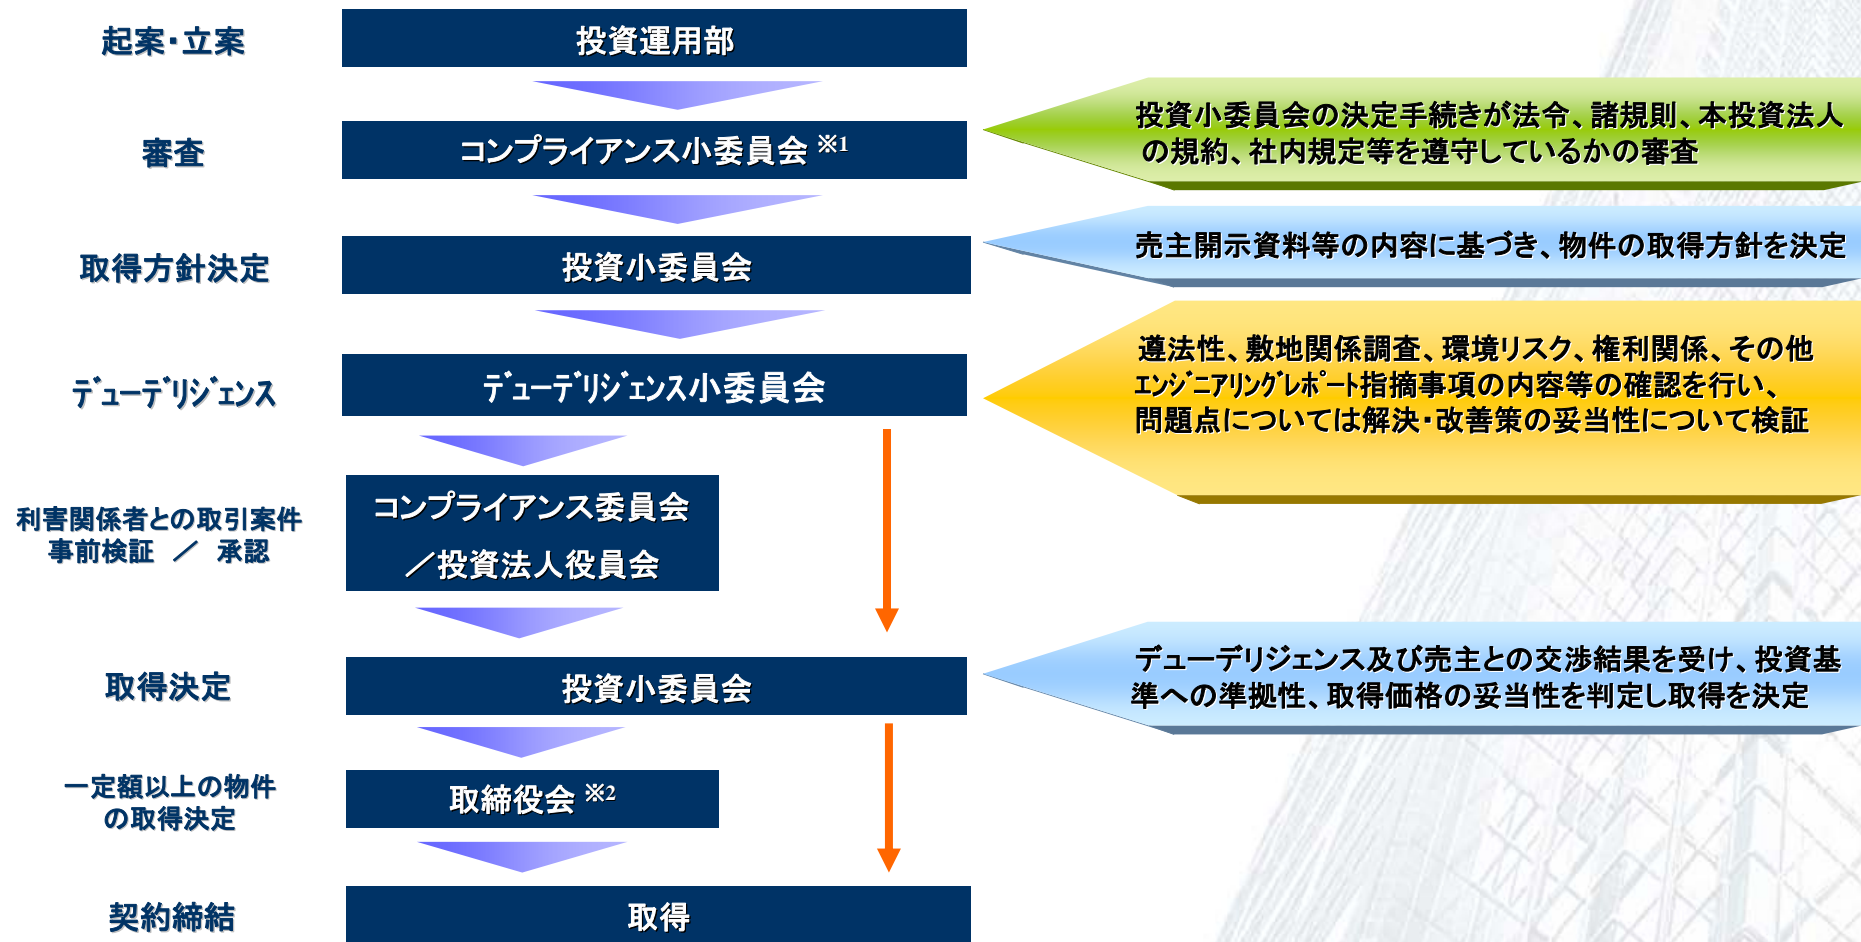 起案・立案
投資運用部
審査
コンプライアンス小委員会 ※1
投資小委員会の決定手続きが法令、諸規則、本投資法人
の規約、社内規定等を遵守しているかの審査
取得方針決定
投資小委員会
売主開示資料等の内容に基づき、物件の取得方針を決定
ﾃﾞｭｰﾃﾞﾘｼﾞｪﾝｽ
ﾃﾞｭｰﾃﾞﾘｼﾞｪﾝｽ小委員会
遵法性、敷地関係調査、環境リスク、権利関係、その他
ｴﾝｼﾞﾆｱﾘﾝｸﾞﾚﾎﾟｰﾄ指摘事項の内容等の確認を行い、
問題点については解決・改善策の妥当性について検証
利害関係者との取引案件
事前検証 ／ 承認
コンプライアンス委員会
／投資法人役員会
取得決定
投資小委員会
デューデリジェンス及び売主との交渉結果を受け、投資基
準への準拠性、取得価格の妥当性を判定し取得を決定
一定額以上の物件
の取得決定
取締役会 ※2
契約締結
取得